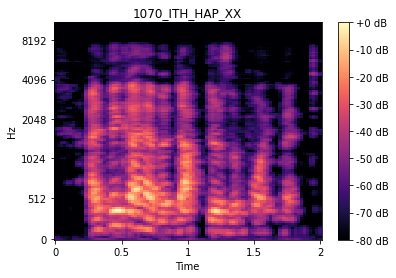 1070_ITH_HAP_XX
+0 dB
8192
-10 dB
4096
-20 dB
-30 dB
2048
Hz
-40 dB
1024
-50 dB
512
-60 dB
-70 dB
0
-80 dB
0 0.5 1 1.5 2
Time